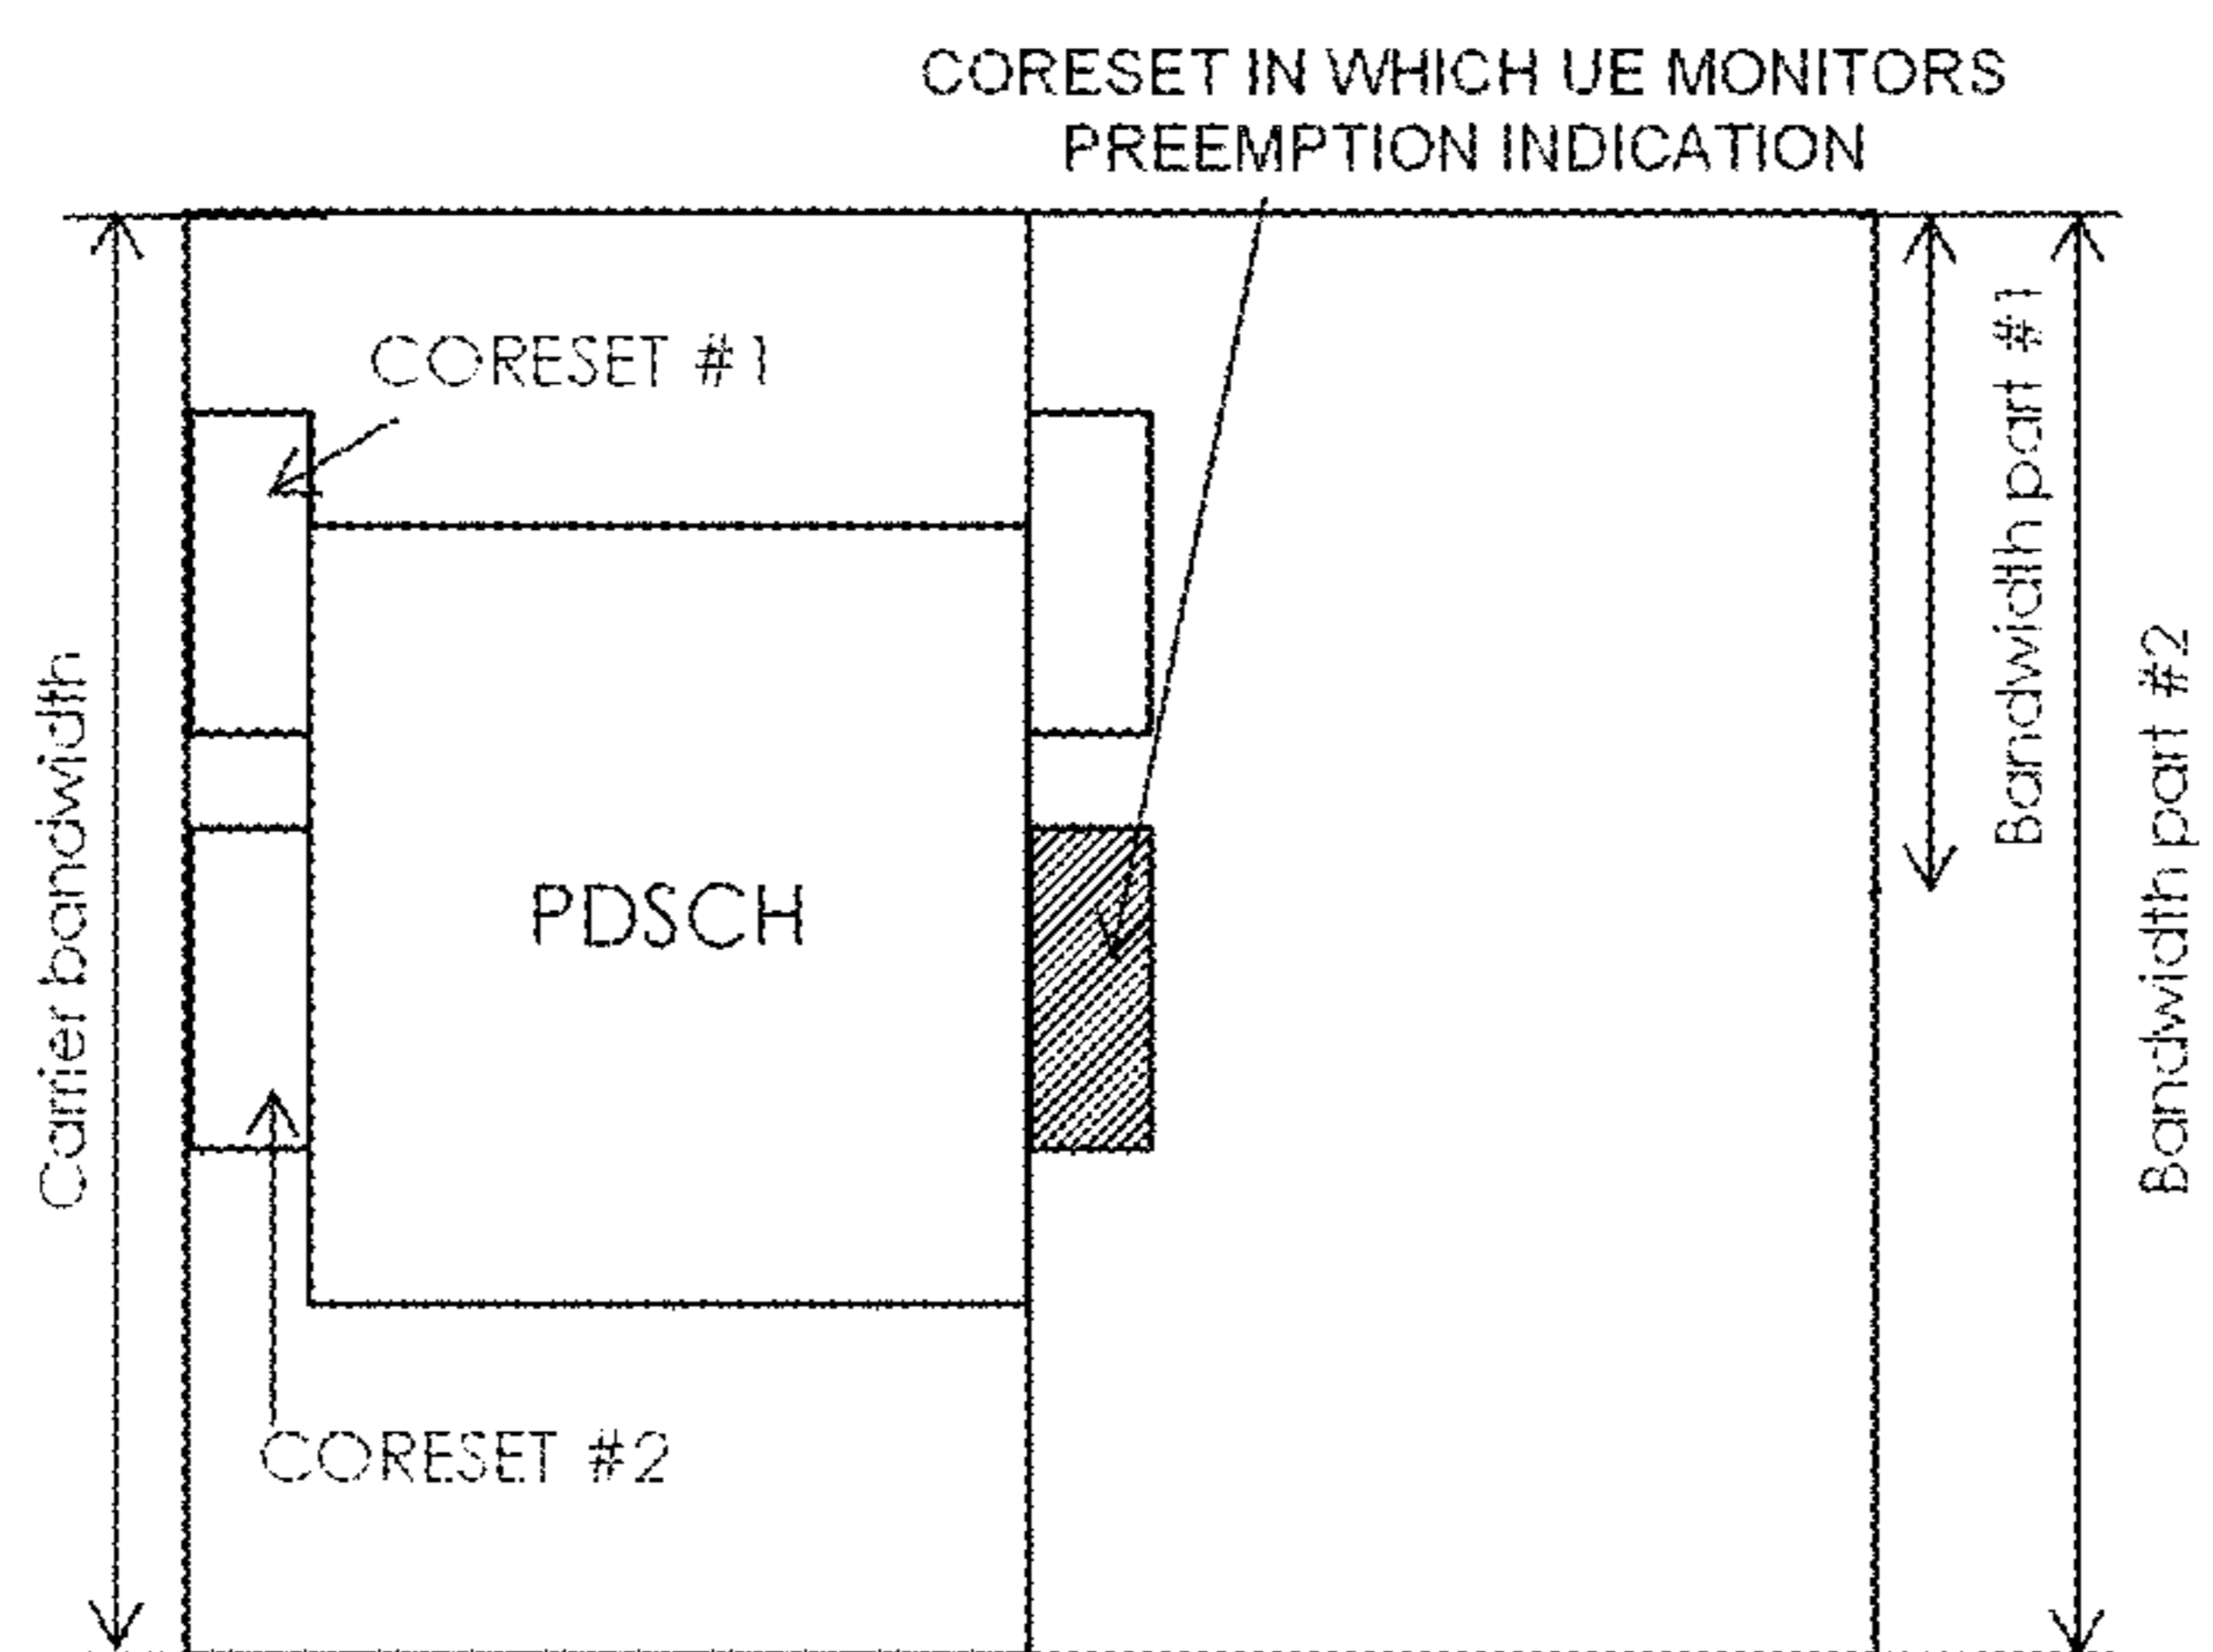 CORESET IN WHICH UE MONITORS
PREEMPTION INDICATION
CORESET #1
PDSCH
CORESET #2
Carrier bandwidth
Bandwidth part #1
Bandwidth part #2